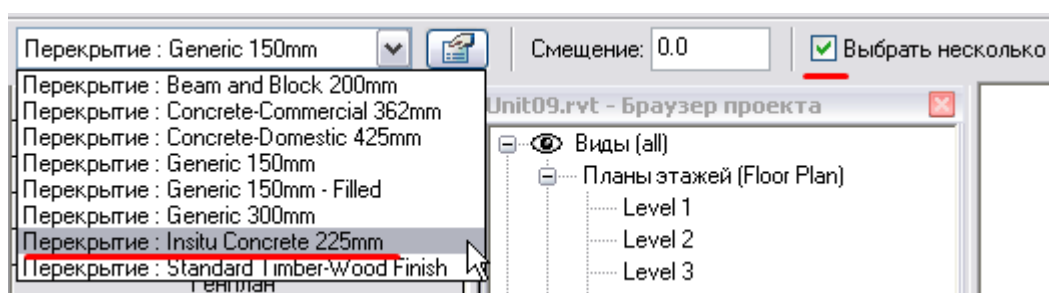 Перекрытие : Generic 150mm
Смещение: 0.0
Выбрать несколько
Перекрытие : Beam and Block 200mm
Перекрытие : Concrete-Commercial 362mm
Перекрытие : Concrete-Domestic 425mm
Перекрытие : Generic 150mm
Перекрытие : Generic 150mm - Filled
Перекрытие : Generic 300mm
Перекрытие : Insitu Concrete 225mm
Перекрытие : Standard Timber-Wood Finish
Генплан
Unit09.rvt - Браузер проекта
Виды (all)
Планы этажей (Floor Plan)
Level 1
Level 2
Level 3